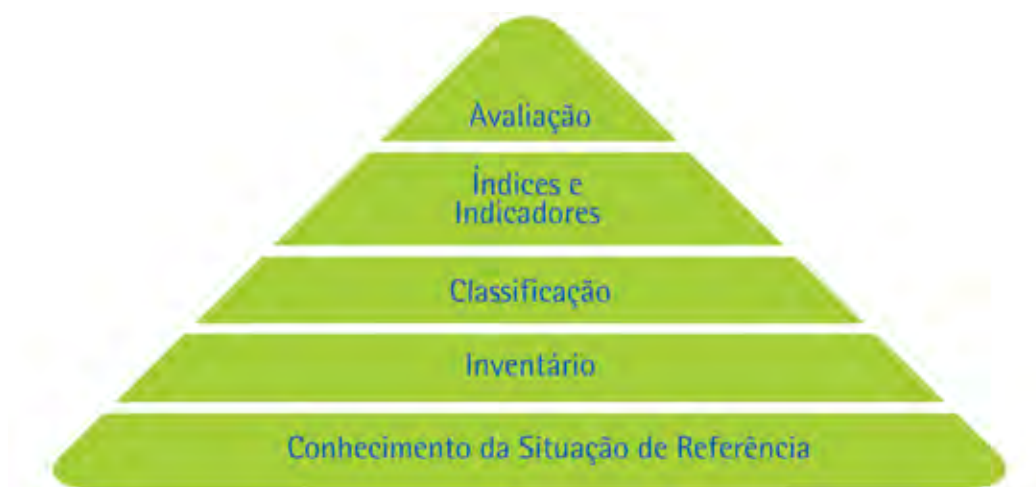 Avaliação
Índices e
Indicadores
Classificação
Inventário
Conhecimento da Situação de Referência